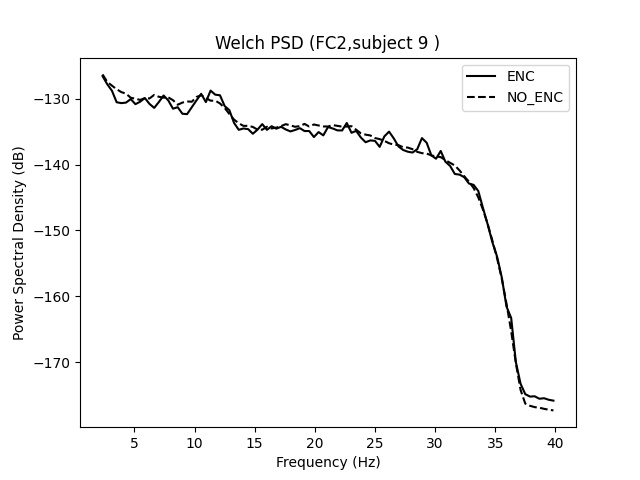 Welch PSD (FC2,subject 9 )
ENC
NO_ENC
Power Spectral Density (dB)
−130
−140
−150
−160
−170
5 10 15 20 25 30 35 40
Frequency (Hz)